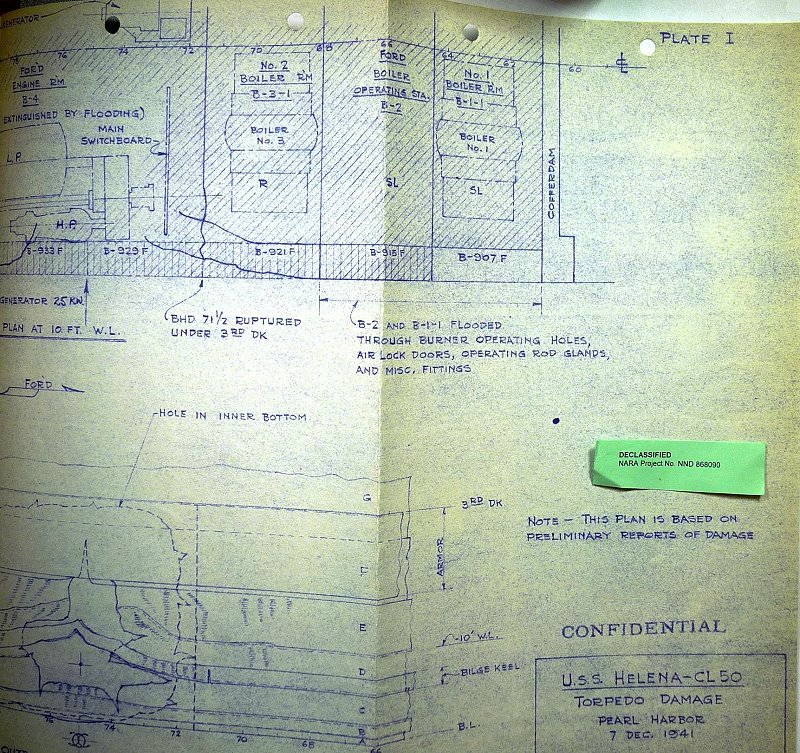 GENERATOR
PLATE I
78 76 74 72 70 68 66 64 62 60
℄
FOR'D
ENGINE RM
B-4
EXTINGUISHED BY FLOODING)
MAIN
SWITCHBOARD
L.P.
H.P.
No. 2
BOILER RM
B-3-1
BOILER
No. 3
R
FORD
BOILER
OPERATING STA.
B-2
SL
No. 1
BOILER RM
B-1-1
BOILER
No. 1
SL
COFFERDAM
B-933 F
B-929 F
B-921 F
B-915 F
B-907 F
GENERATOR 25 KW.
PLAN AT 10 FT. W.L.
BHD 71½ RUPTURED
UNDER 3RD DK
B-2 AND B-1-1 FLOODED
THROUGH BURNER OPERATING HOLES,
AIR LOCK DOORS, OPERATING ROD GLANDS,
AND MISC. FITTINGS
FOR'D
HOLE IN INNER BOTTOM
DECLASSIFIED
NARA Project No. NND 868090
G
3RD DK
ARMOR
NOTE - THIS PLAN IS BASED ON
PRELIMINARY REPORTS OF DAMAGE
E
10' W.L.
D
BILGE KEEL
C
B
A
B.L.
76 74 72 70 68 66
CONFIDENTIAL
U.S.S. HELENA-CL50
TORPEDO DAMAGE
PEARL HARBOR
7 DEC. 1941